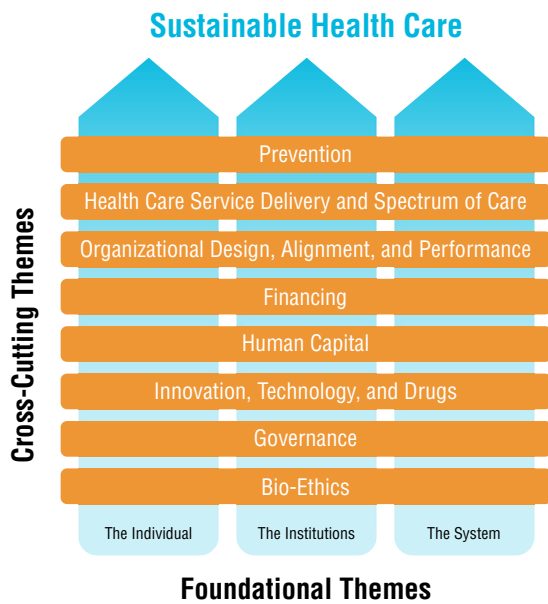 Sustainable Health Care
Cross-Cutting Themes
Prevention
Health Care Service Delivery and Spectrum of Care
Organizational Design, Alignment, and Performance
Financing
Human Capital
Innovation, Technology, and Drugs
Governance
Bio-Ethics
The Individual
The Institutions
The System
Foundational Themes